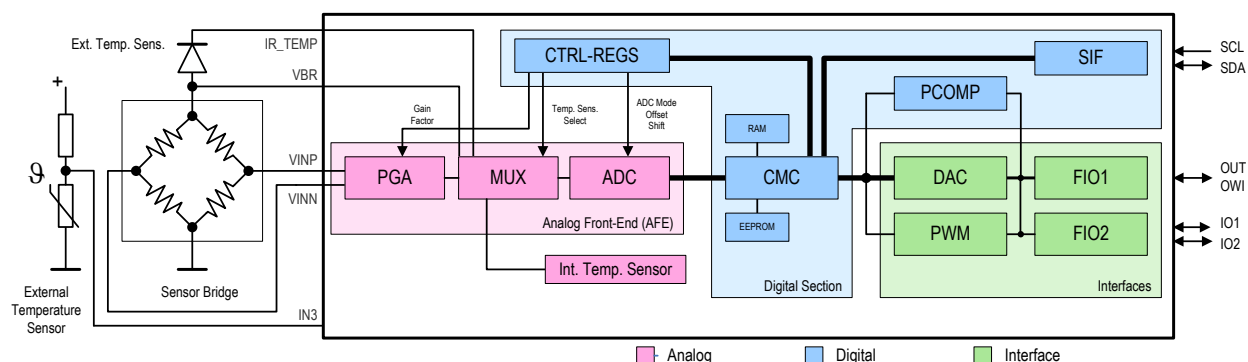 Ext. Temp. Sens.
IR_TEMP
VBR
+
ϑ
VINP
VINN
IN3
External
Temperature
Sensor
Sensor Bridge
CTRL-REGS
SIF
SCL
SDA
PCOMP
Gain
Factor
Temp. Sens.
Select
ADC Mode
Offset
Shift
RAM
PGA
MUX
ADC
CMC
DAC
FIO1
OUT
OWI
Analog Front-End (AFE)
EEPROM
PWM
FIO2
IO1
IO2
Int. Temp. Sensor
Digital Section
Interfaces
Analog
Digital
Interface